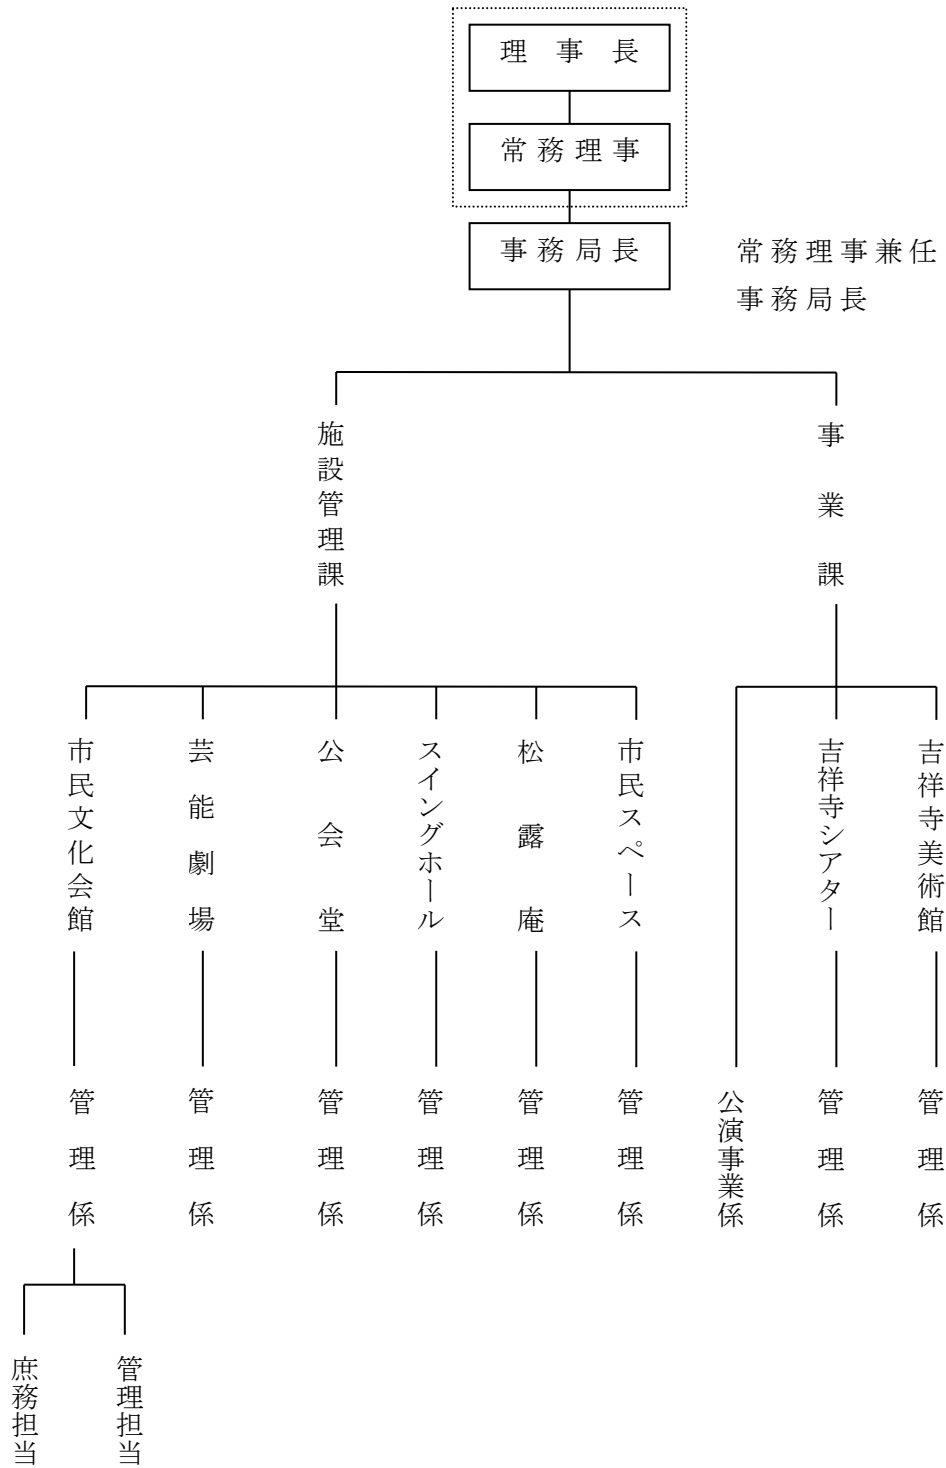 理事長
常務理事
事務局長
常務理事兼任
事務局長
施設管理課
事業課
市民文化会館
芸能劇場
公会堂
スイングホール
松露庵
市民スペース
吉祥寺シアター
吉祥寺美術館
管理係
管理係
管理係
管理係
管理係
管理係
公演事業係
管理係
管理係
庶務担当
管理担当